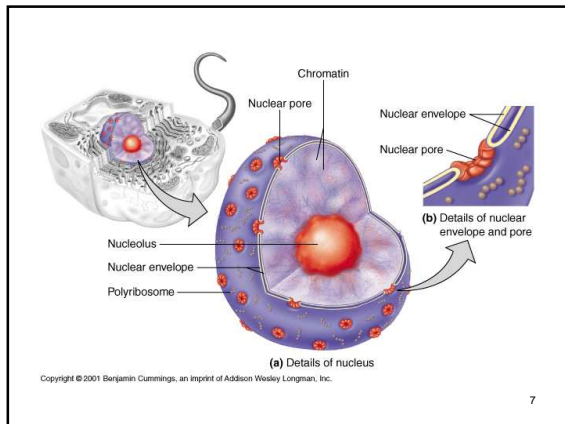 Chromatin
Nuclear pore
Nuclear envelope
Nuclear pore
(b) Details of nuclear
envelope and pore
Nucleolus
Nuclear envelope
Polyribosome
(a) Details of nucleus
Copyright © 2001 Benjamin Cummings, an imprint of Addison Wesley Longman, Inc.
7